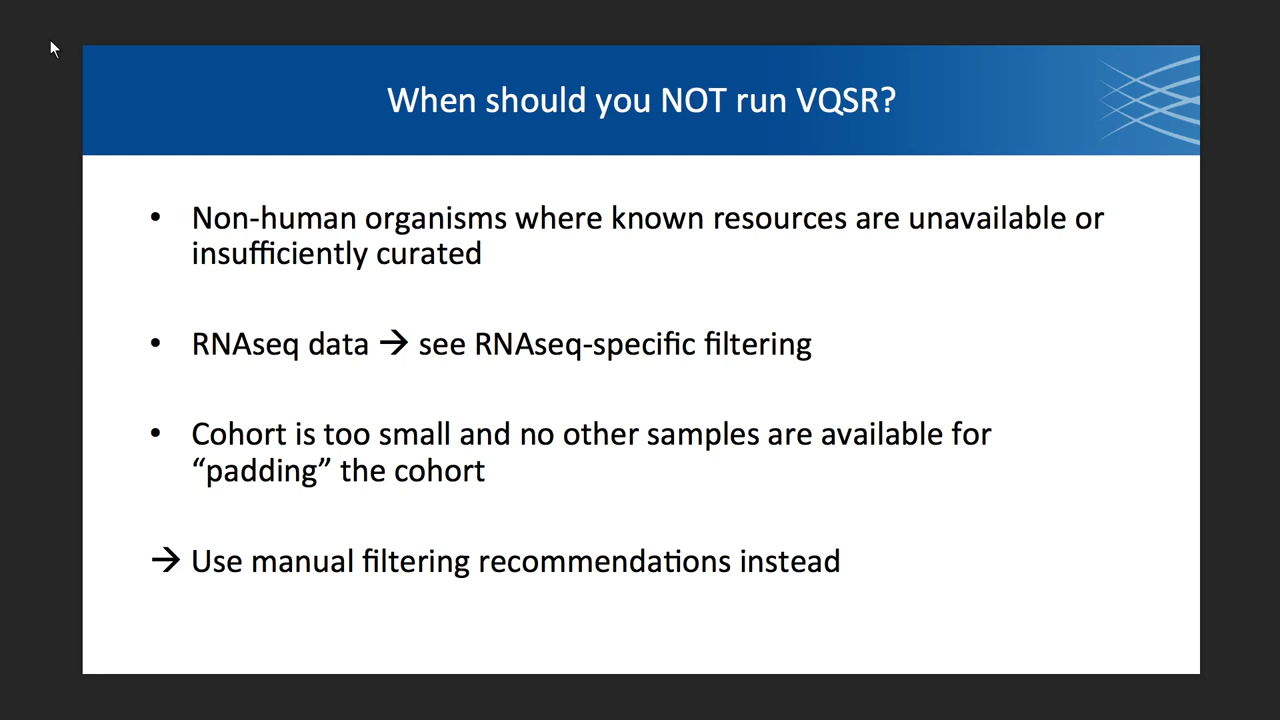 When should you NOT run VQSR?
• Non-human organisms where known resources are unavailable or
insufficiently curated
• RNAseq data → see RNAseq-specific filtering
• Cohort is too small and no other samples are available for
“padding” the cohort
→ Use manual filtering recommendations instead